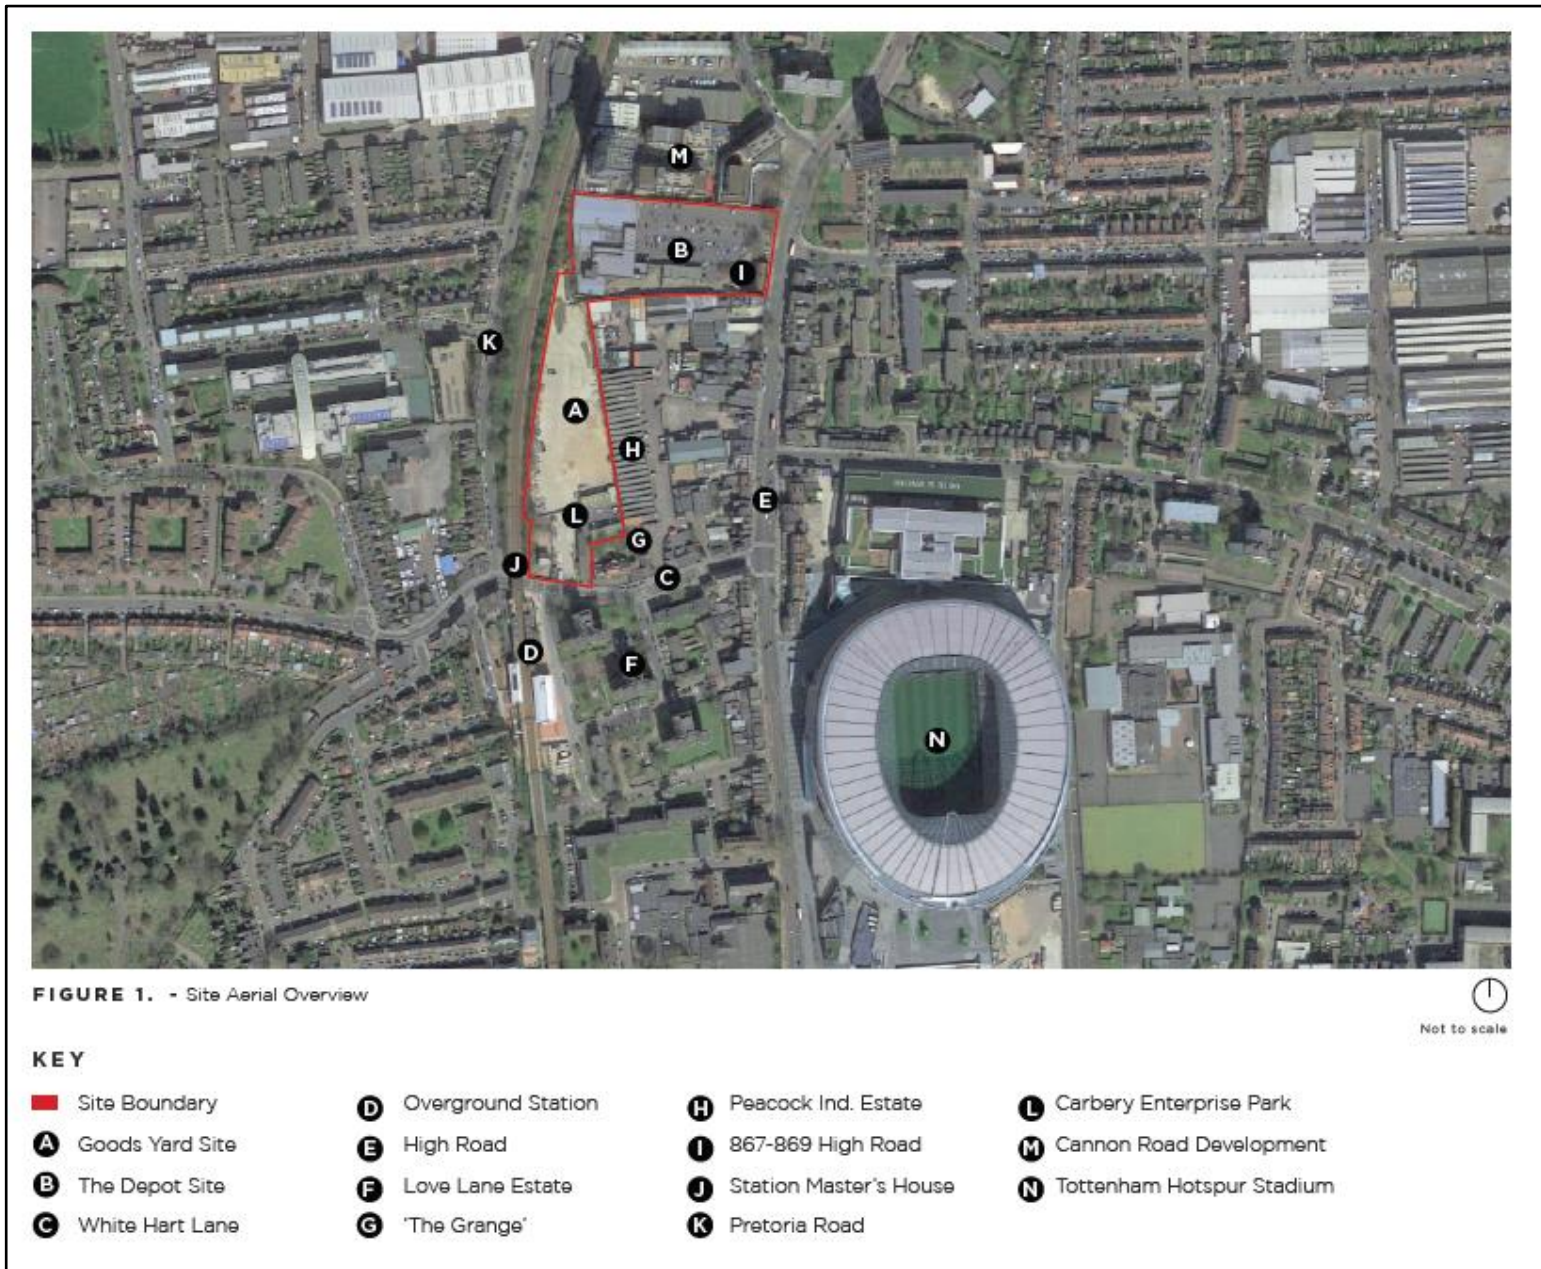 M
B
I
K
A
H
L
E
G
J
C
D
F
N
FIGURE 1. - Site Aerial Overview
Not to scale
KEY
Site Boundary
A Goods Yard Site
B The Depot Site
C White Hart Lane
D Overground Station
E High Road
F Love Lane Estate
G 'The Grange'
H Peacock Ind. Estate
I 867-869 High Road
J Station Master's House
K Pretoria Road
L Carbery Enterprise Park
M Cannon Road Development
N Tottenham Hotspur Stadium